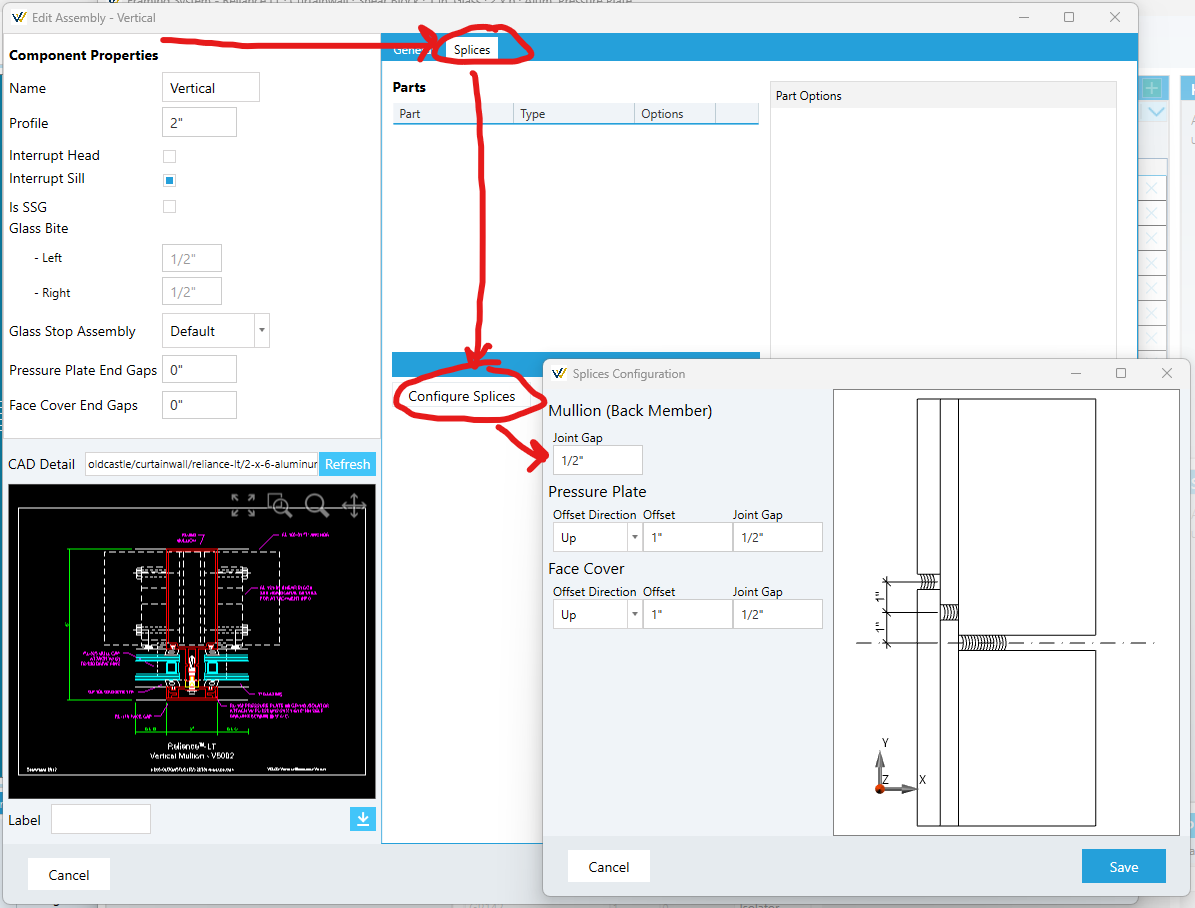 Edit Assembly - Vertical
Component Properties
Name
Vertical
Profile
2"
Interrupt Head
Interrupt Sill
Is SSG
Glass Bite
- Left
1/2"
- Right
1/2"
Glass Stop Assembly
Default
Pressure Plate End Gaps
0"
Face Cover End Gaps
0"
CAD Detail
oldcastle/curtainwall/reliance-lt/2-x-6-aluminur
Refresh
Reliance™-LT
Vertical Mullion - V5002
Label
Cancel
General
Splices
Parts
Part
Type
Options
Part Options
Configure Splices
Splices Configuration
Mullion (Back Member)
Joint Gap
1/2"
Pressure Plate
Offset Direction Offset Joint Gap
Up 1" 1/2"
Face Cover
Offset Direction Offset Joint Gap
Up 1" 1/2"
1"
1"
Y
Z
X
Cancel
Save